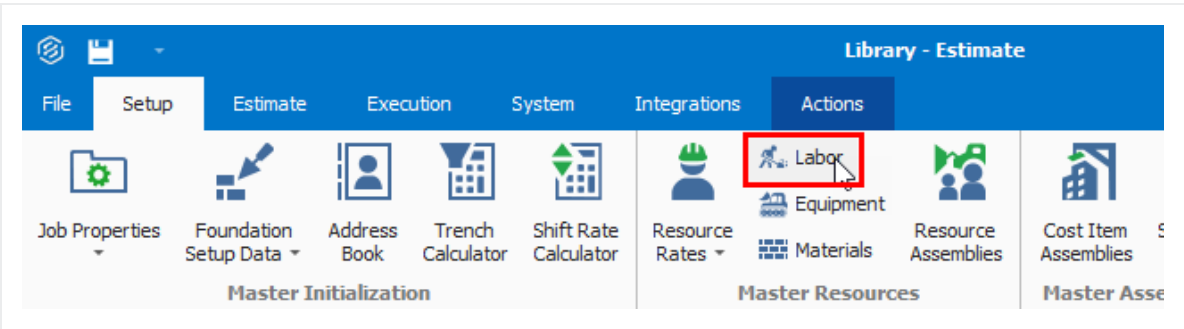 Library - Estimate
File Setup Estimate Execution System Integrations Actions
Job Properties
Foundation
Setup Data
Address
Book
Trench
Calculator
Shift Rate
Calculator
Master Initialization
Resource
Rates
Labor
Equipment
Materials
Resource
Assemblies
Master Resources
Cost Item
Assemblies